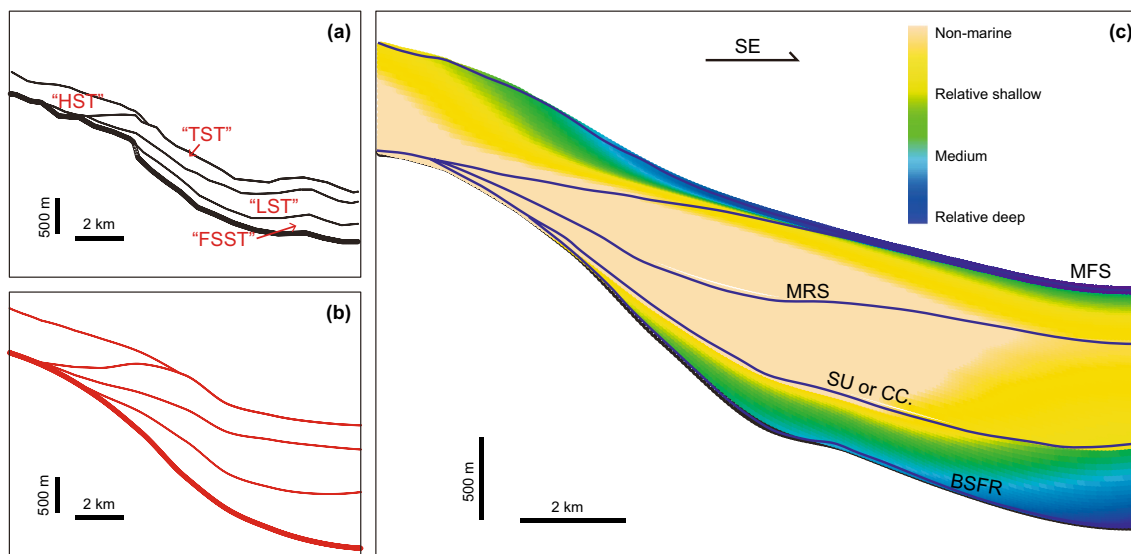 (a)
"HST"
"TST"
"LST"
"FSST"
500 m
2 km
(b)
500 m
2 km
(c)
SE
Non-marine
Relative shallow
Medium
Relative deep
MFS
MRS
SU or CC.
BSFR
500 m
2 km